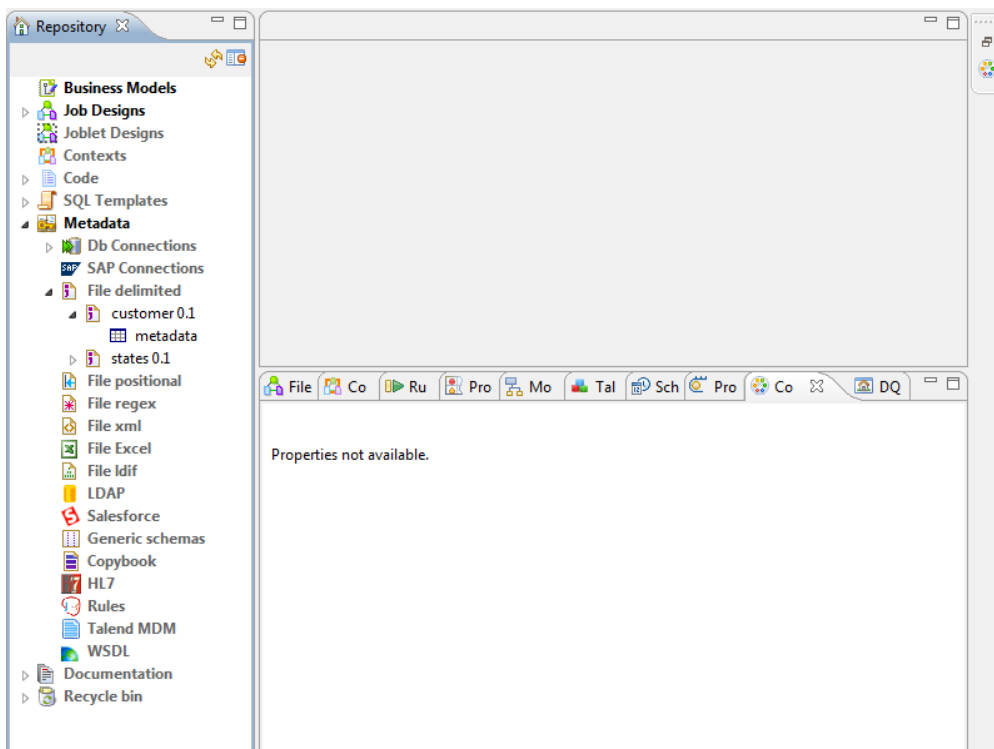 Repository
Business Models
Job Designs
Joblet Designs
Contexts
Code
SQL Templates
Metadata
Db Connections
SAP SAP Connections
File delimited
customer 0.1
metadata
states 0.1
File positional
File regex
File xml
File Excel
File ldif
LDAP
Salesforce
Generic schemas
Copybook
HL7
Rules
Talend MDM
WSDL
Documentation
Recycle bin
File Co Ru Pro Mo Tal Sch Pro Co DQ
Properties not available.